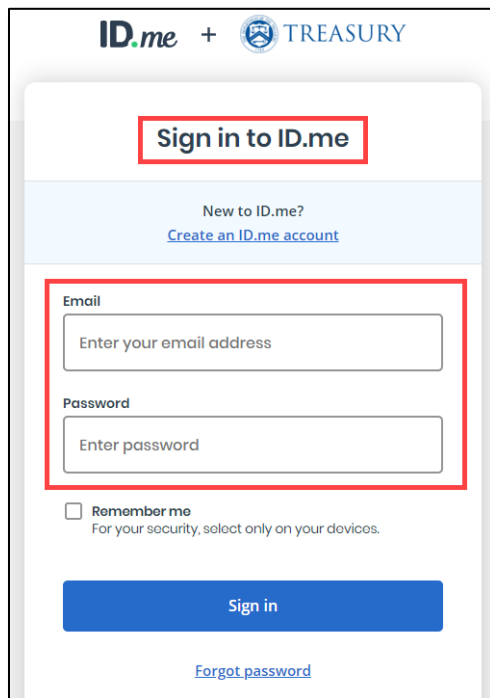 ID.me + TREASURY
Sign in to ID.me
New to ID.me?
Create an ID.me account
Email
Enter your email address
Password
Enter password
Remember me
For your security, select only on your devices.
Sign in
Forgot password